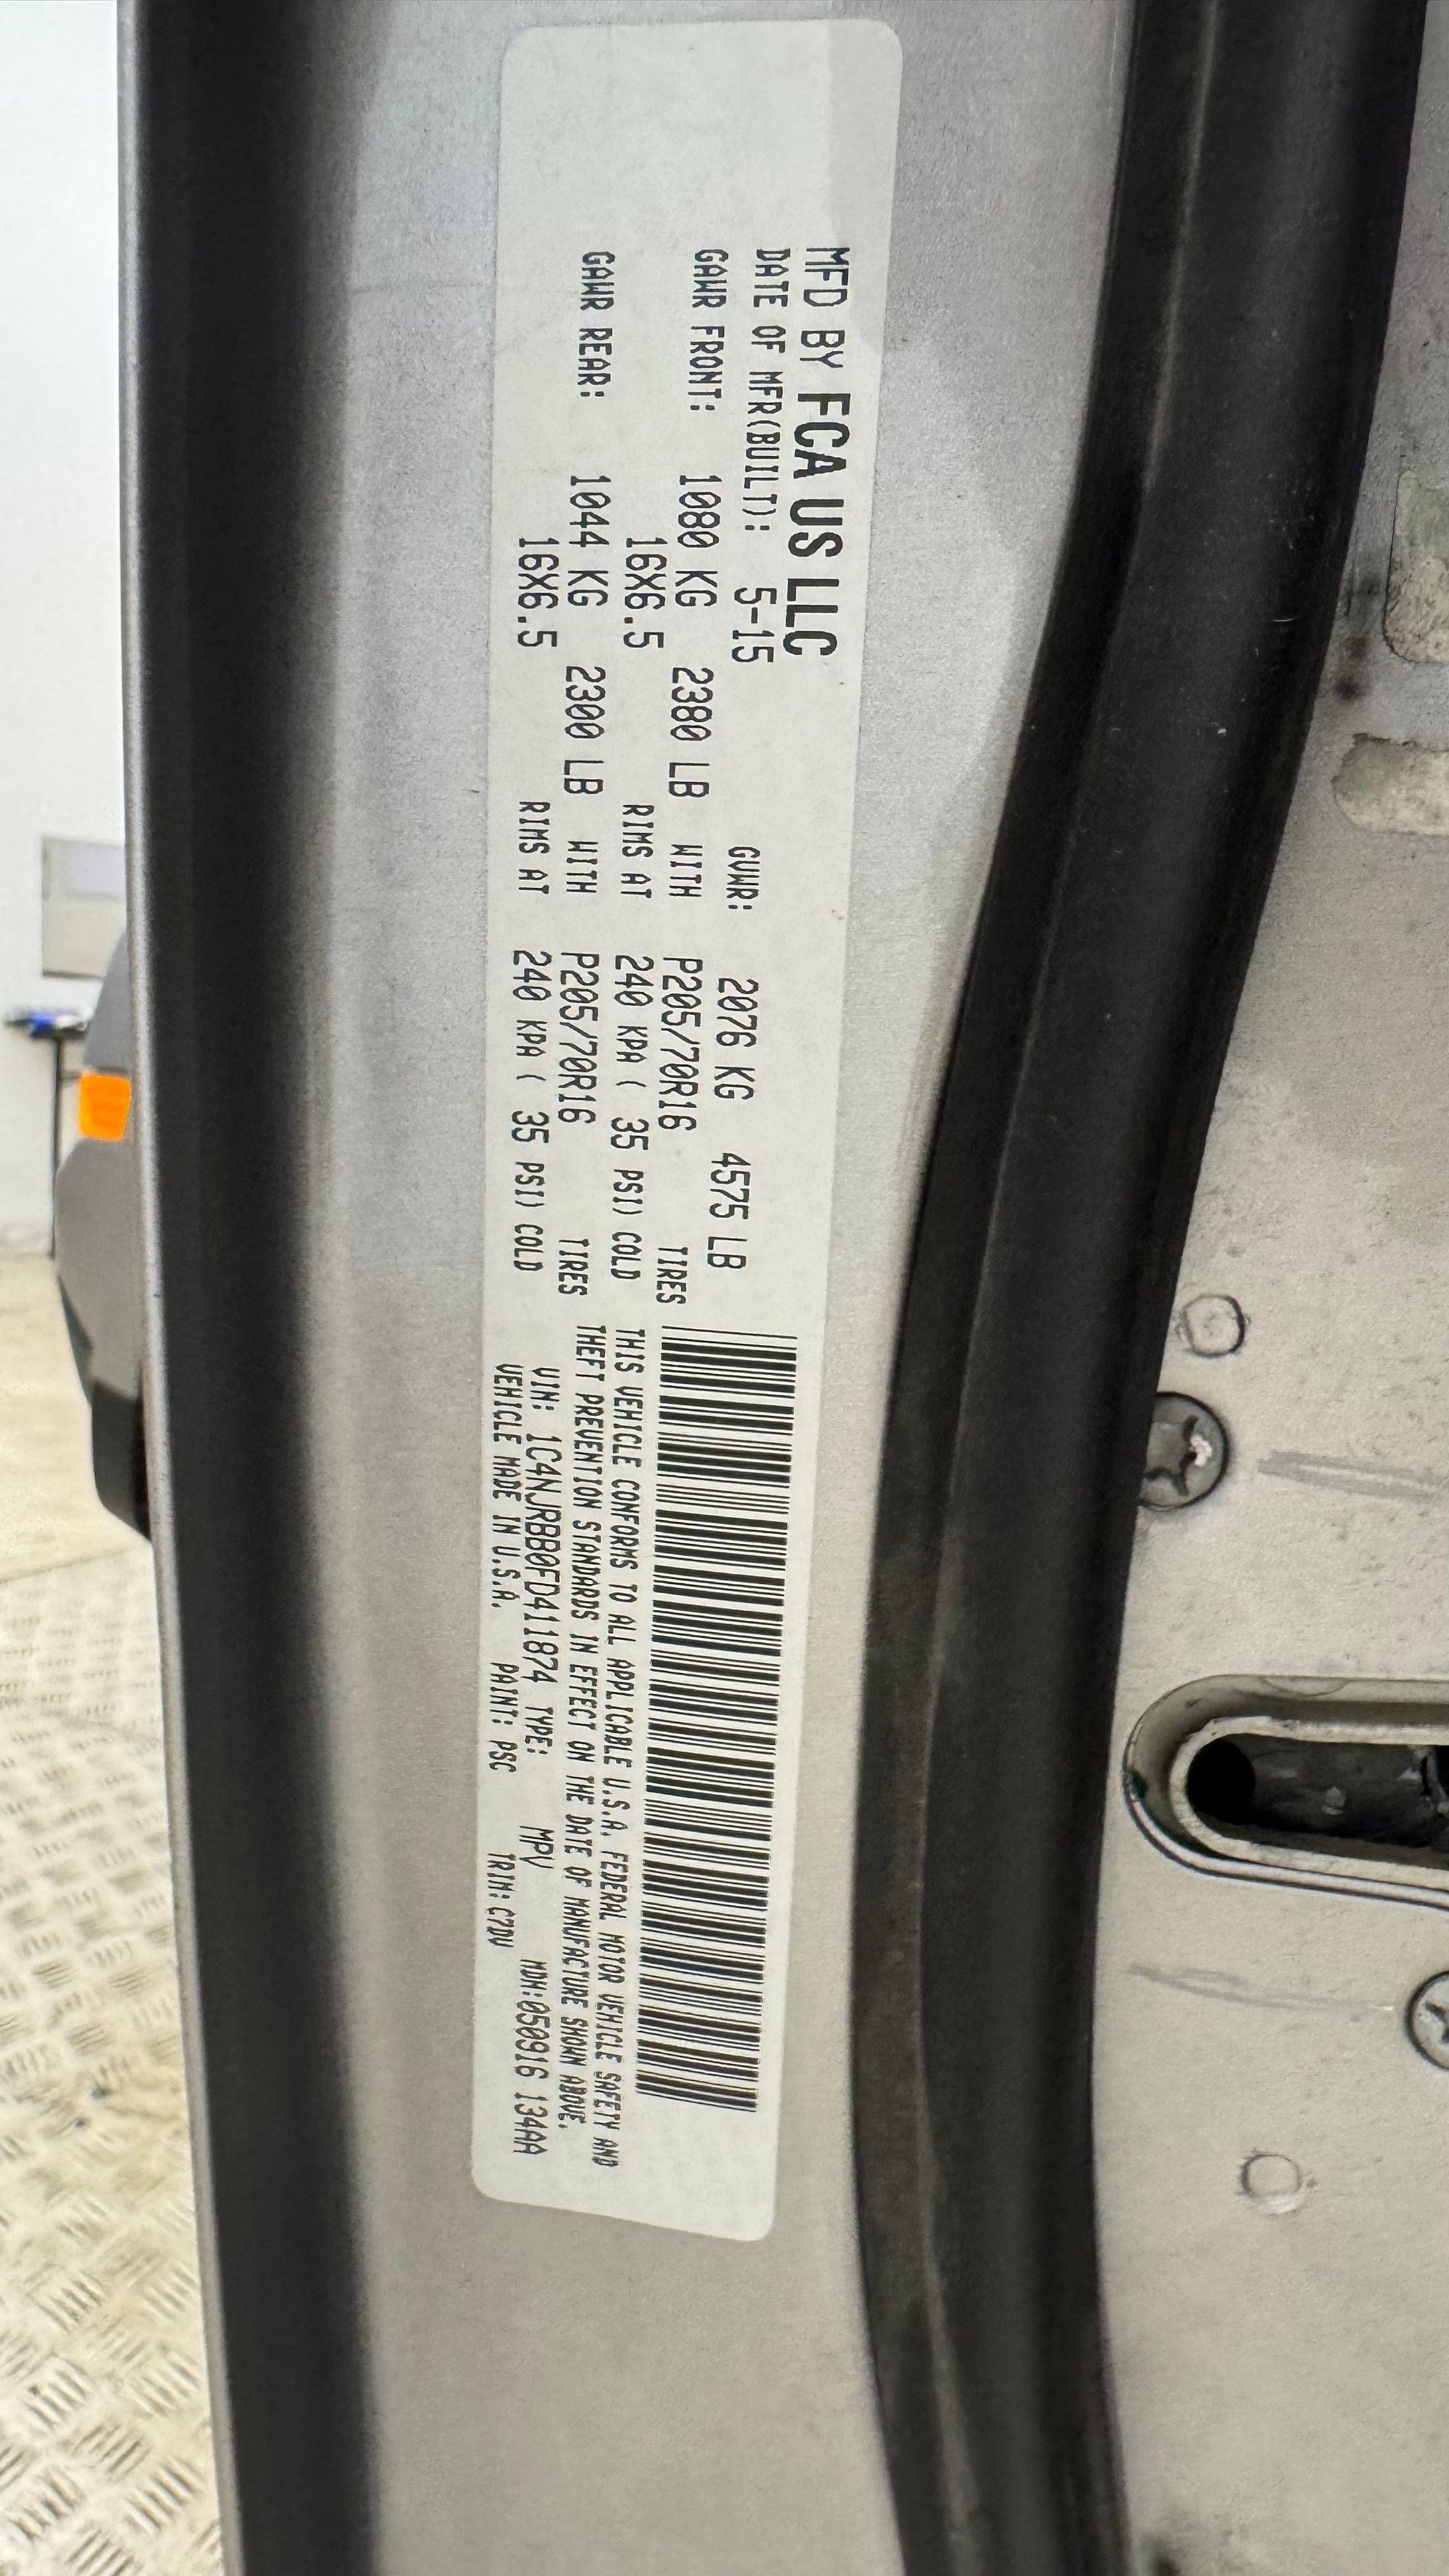 MFD BY FCA US LLC
DATE OF MFR(BUILT): 5-15 GVWR: 2076 KG 4575 LB
GAWR FRONT: 1080 KG 2380 LB WITH P205/70R16 TIRES
16X6.5 RIMS AT 240 KPA ( 35 PSI) COLD
GAWR REAR: 1044 KG 2300 LB WITH P205/70R16 TIRES
16X6.5 RIMS AT 240 KPA ( 35 PSI) COLD
THIS VEHICLE CONFORMS TO ALL APPLICABLE U.S.A. FEDERAL MOTOR VEHICLE SAFETY AND
THEFT PREVENTION STANDARDS IN EFFECT ON THE DATE OF MANUFACTURE SHOWN ABOVE.
VIN: 1C4NJRBB0FD411874 TYPE: MPV MDH:050916 134AA
VEHICLE MADE IN U.S.A. PAINT: PSC TRIM: C7DV